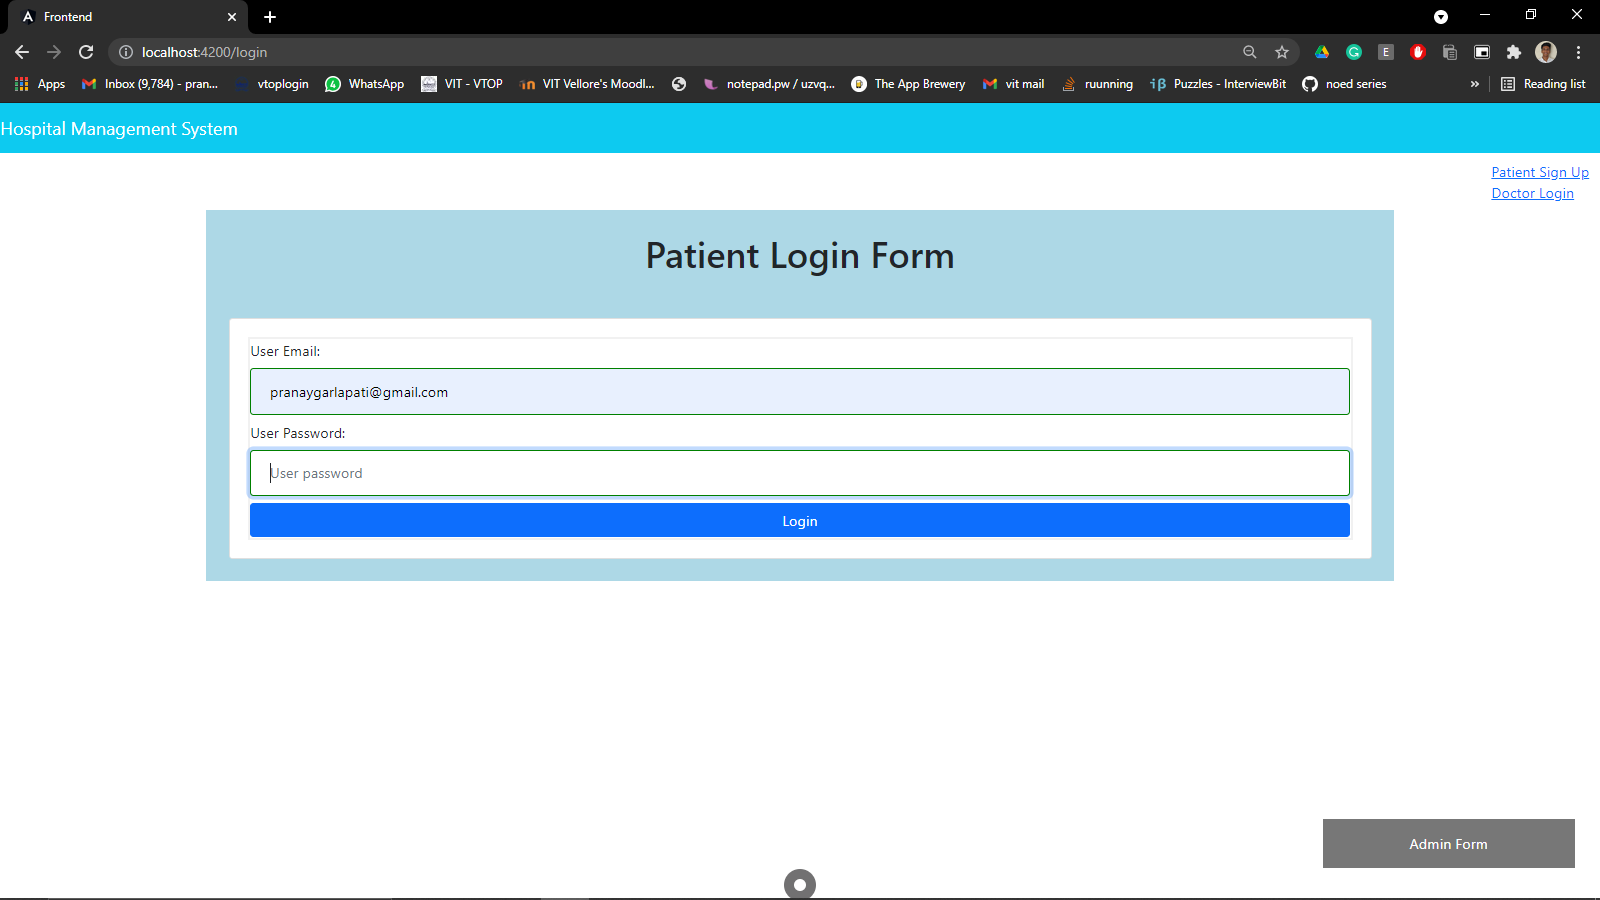 Frontend
localhost:4200/login
Apps Inbox (9,784) - pran... vtoplogin 4 WhatsApp VIT - VTOP VIT Vellore's Moodl... notepad.pw / uzvq... The App Brewery vit mail ruunning iβ Puzzles - InterviewBit noed series » Reading list
Hospital Management System
Patient Sign Up
Doctor Login
Patient Login Form
User Email:
pranaygarlapati@gmail.com
User Password:
User password
Login
Admin Form